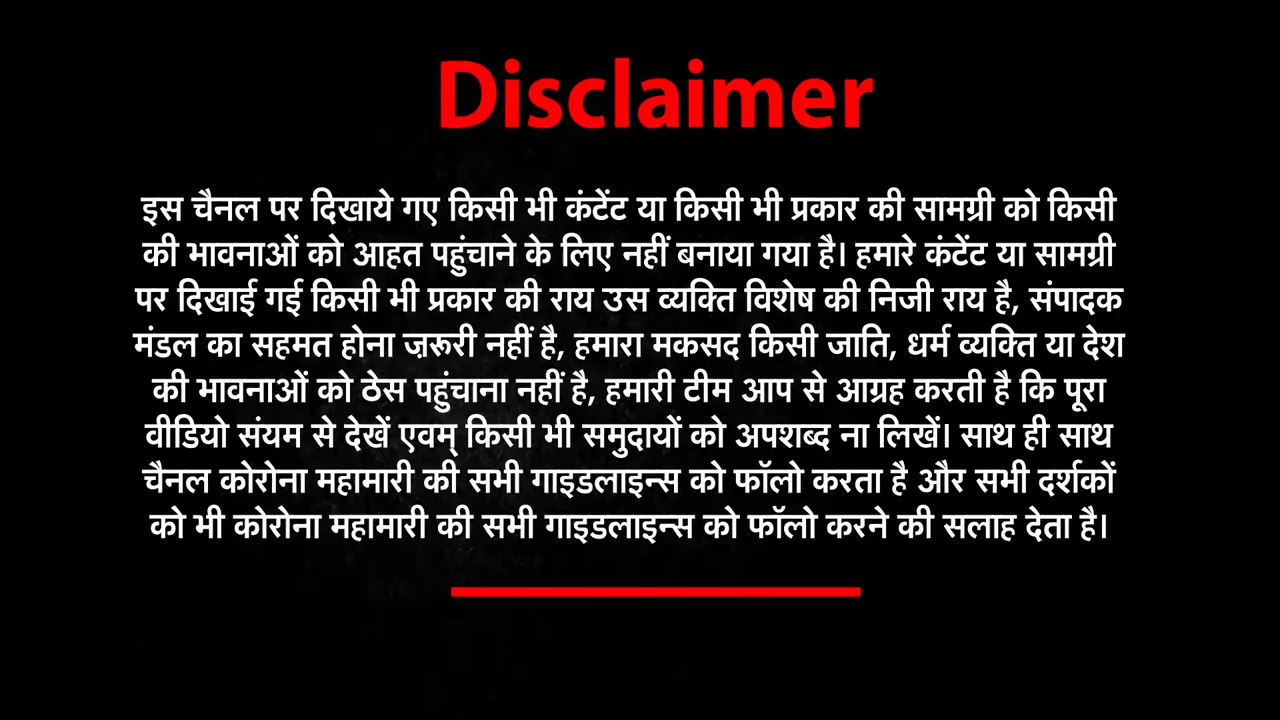 Disclaimer
इस चैनल पर दिखाये गए किसी भी कंटेंट या किसी भी प्रकार की सामग्री को किसी
की भावनाओं को आहत पहुंचाने के लिए नहीं बनाया गया है। हमारे कंटेंट या सामग्री
पर दिखाई गई किसी भी प्रकार की राय उस व्यक्ति विशेष की निजी राय है, संपादक
मंडल का सहमत होना ज़रूरी नहीं है, हमारा मकसद किसी जाति, धर्म व्यक्ति या देश
की भावनाओं को ठेस पहुंचाना नहीं है, हमारी टीम आप से आग्रह करती है कि पूरा
वीडियो संयम से देखें एवम् किसी भी समुदायों को अपशब्द ना लिखें। साथ ही साथ
चैनल कोरोना महामारी की सभी गाइडलाइन्स को फॉलो करता है और सभी दर्शकों
को भी कोरोना महामारी की सभी गाइडलाइन्स को फॉलो करने की सलाह देता है।